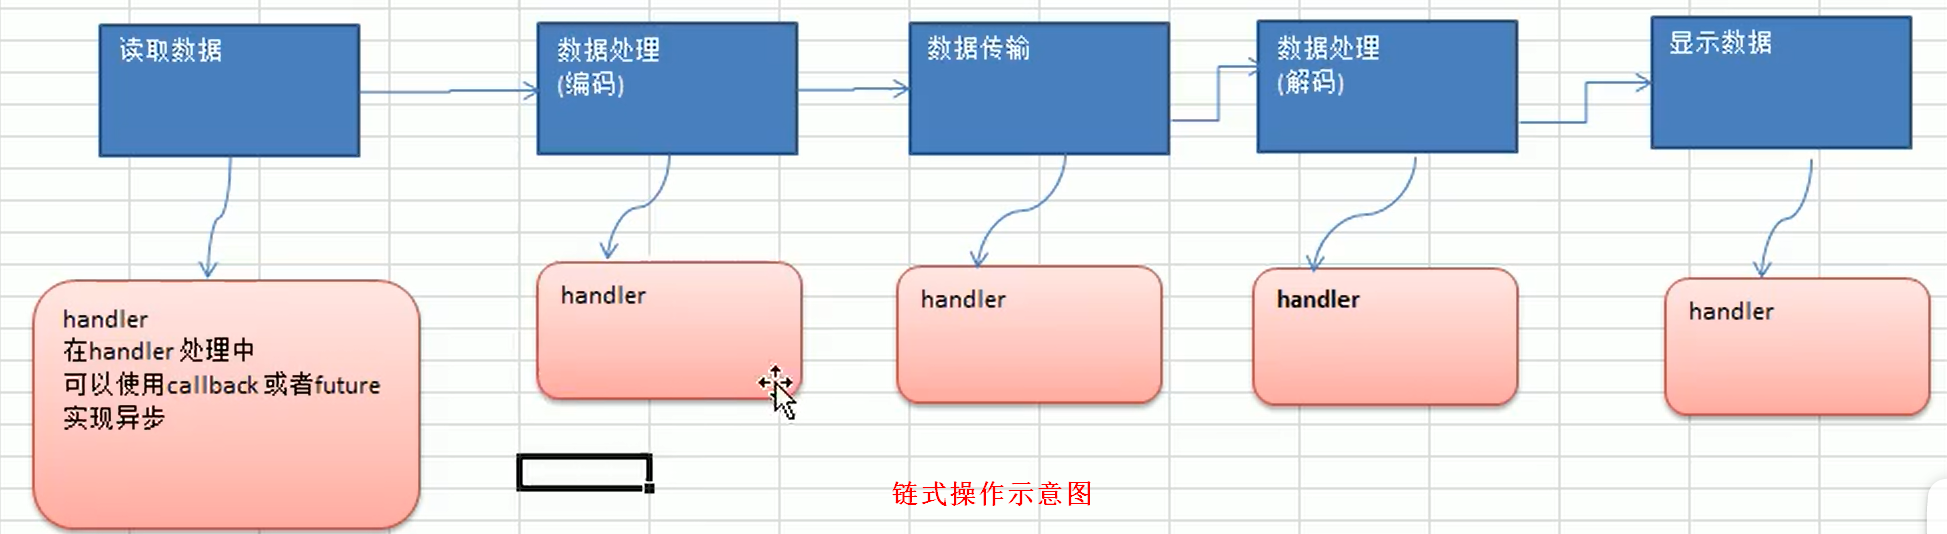 读取数据
数据处理
(编码)
数据传输
数据处理
(解码)
显示数据
handler
在handler 处理中
可以使用callback 或者future
实现异步
handler
handler
handler
handler
链式操作示意图